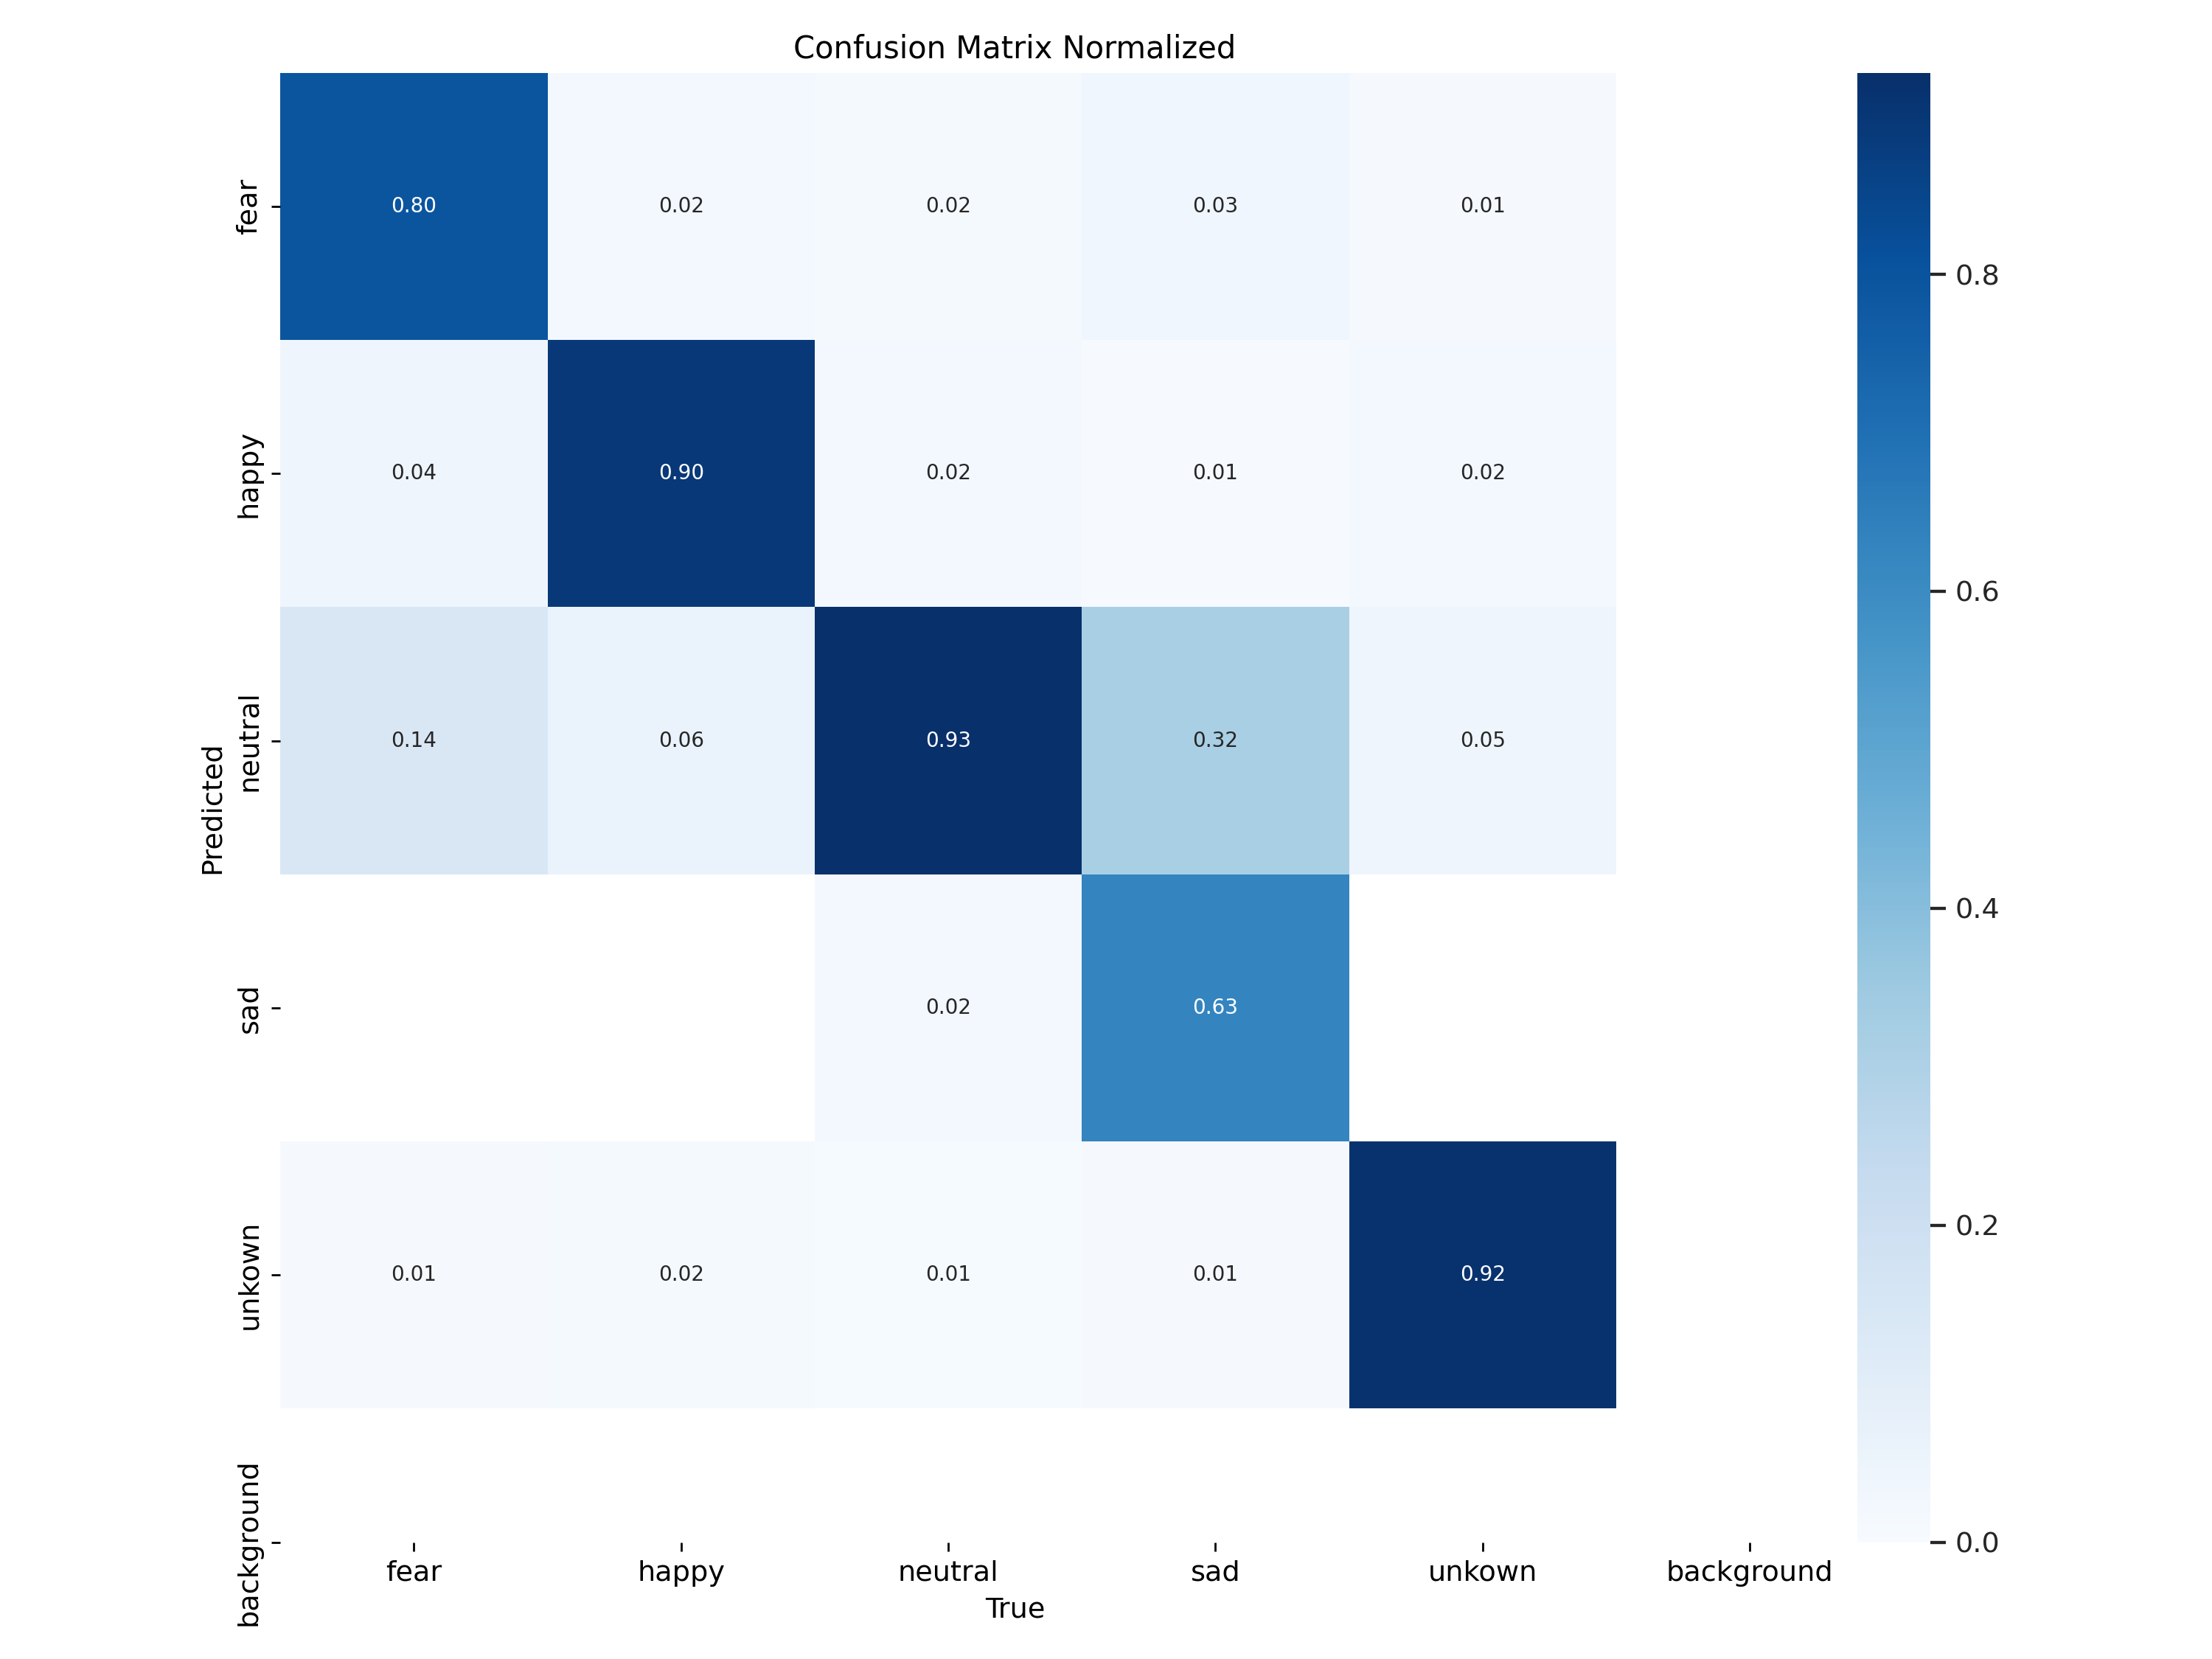 Confusion Matrix Normalized
fear
0.80
0.02
0.02
0.03
0.01
0.8
happy
0.04
0.90
0.02
0.01
0.02
0.6
neutral
0.14
0.06
0.93
0.32
0.05
Predicted
0.4
sad
0.02
0.63
0.2
unkown
0.01
0.02
0.01
0.01
0.92
background
0.0
fear
happy
neutral
sad
unkown
background
True